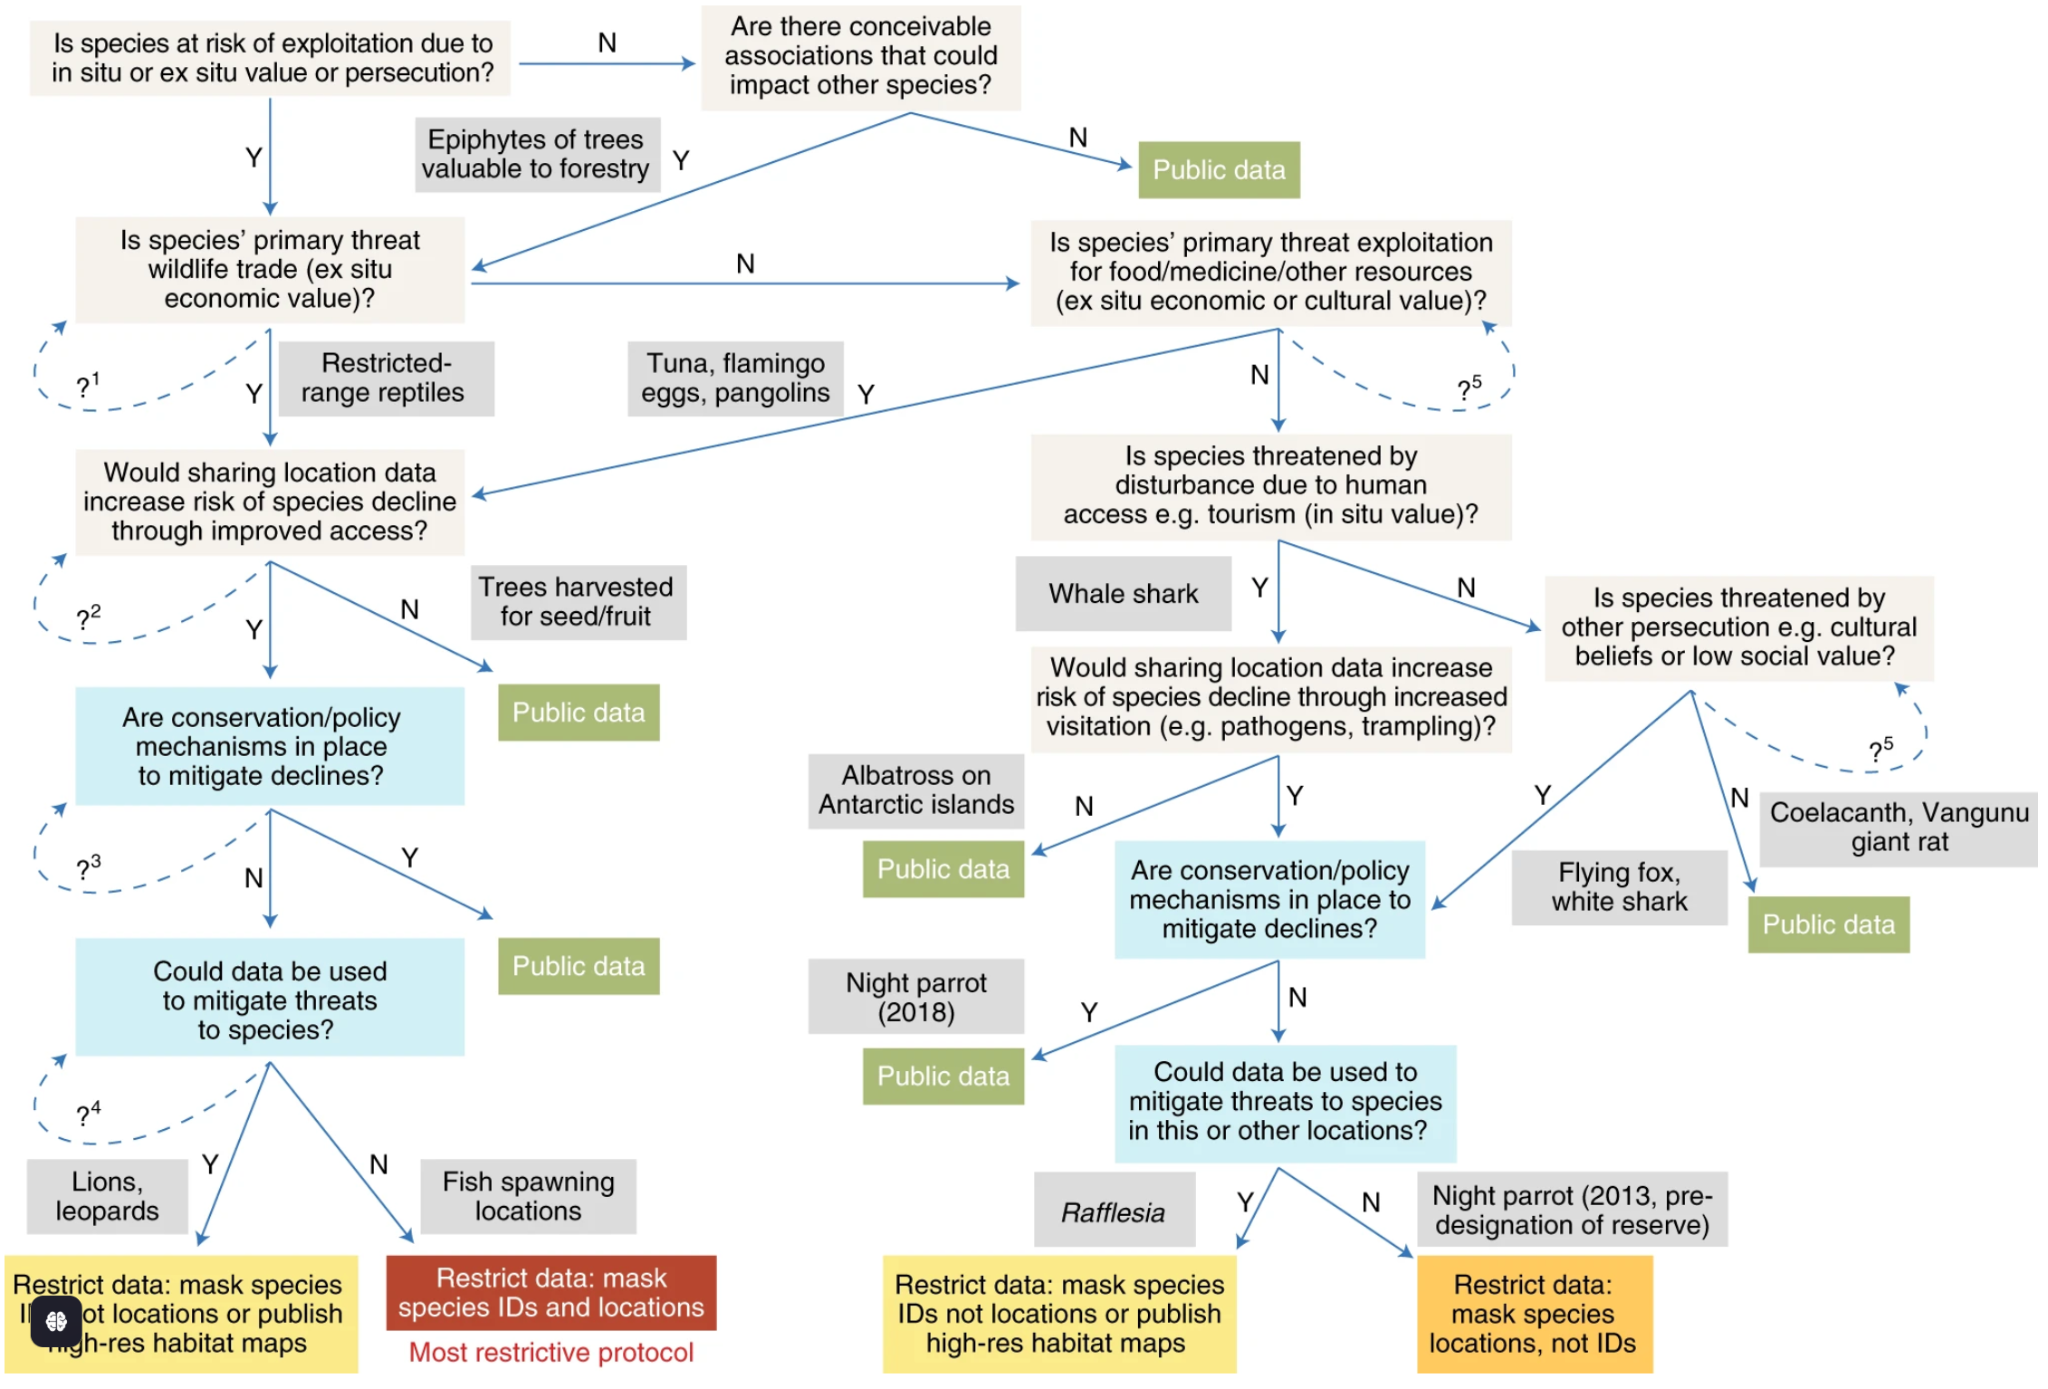 Is species at risk of exploitation due to
in situ or ex situ value or persecution?
N
Are there conceivable
associations that could
impact other species?
Y
Epiphytes of trees
valuable to forestry
Y
N
Public data
Is species’ primary threat
wildlife trade (ex situ
economic value)?
N
Is species’ primary threat exploitation
for food/medicine/other resources
(ex situ economic or cultural value)?
?1
Y
Restricted-
range reptiles
Tuna, flamingo
eggs, pangolins
Y
N
?5
Would sharing location data
increase risk of species decline
through improved access?
Is species threatened by
disturbance due to human
access e.g. tourism (in situ value)?
?2
Y
N
Trees harvested
for seed/fruit
Public data
Whale shark
Y
N
Is species threatened by
other persecution e.g. cultural
beliefs or low social value?
Would sharing location data increase
risk of species decline through increased
visitation (e.g. pathogens, trampling)?
Are conservation/policy
mechanisms in place
to mitigate declines?
Albatross on
Antarctic islands
N
Y
Public data
Y
N
?5
Coelacanth, Vangunu
giant rat
Flying fox,
white shark
Public data
?3
N
Y
Public data
Are conservation/policy
mechanisms in place to
mitigate declines?
Could data be used
to mitigate threats
to species?
Night parrot
(2018)
Y
N
Public data
Could data be used to
mitigate threats to species
in this or other locations?
?4
Lions,
leopards
Y
N
Fish spawning
locations
Rafflesia
Y
N
Night parrot (2013, pre-
designation of reserve)
Restrict data: mask species
locations or publish
habitat maps
Restrict data: mask
species IDs and locations
Most restrictive protocol
Restrict data: mask species
IDs not locations or publish
high-res habitat maps
Restrict data:
mask species
locations, not IDs